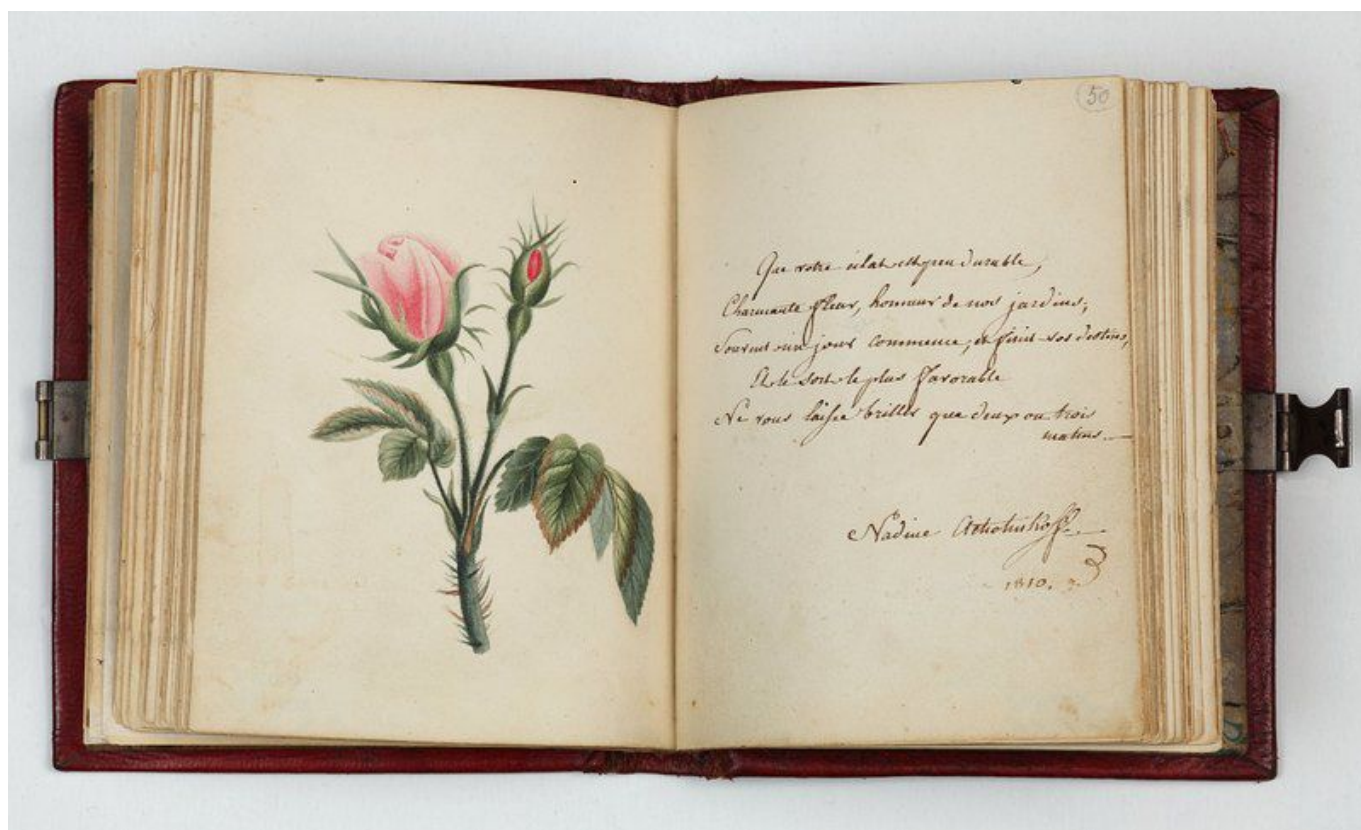 50
Que votre éclat est peu durable,
Charmante fleur, honneur de nos jardins;
Souvent un jour commence, et finit vos destins,
Et le sort le plus favorable
Ne vous laisse briller que deux ou trois
matins.—
Nadine
1810.